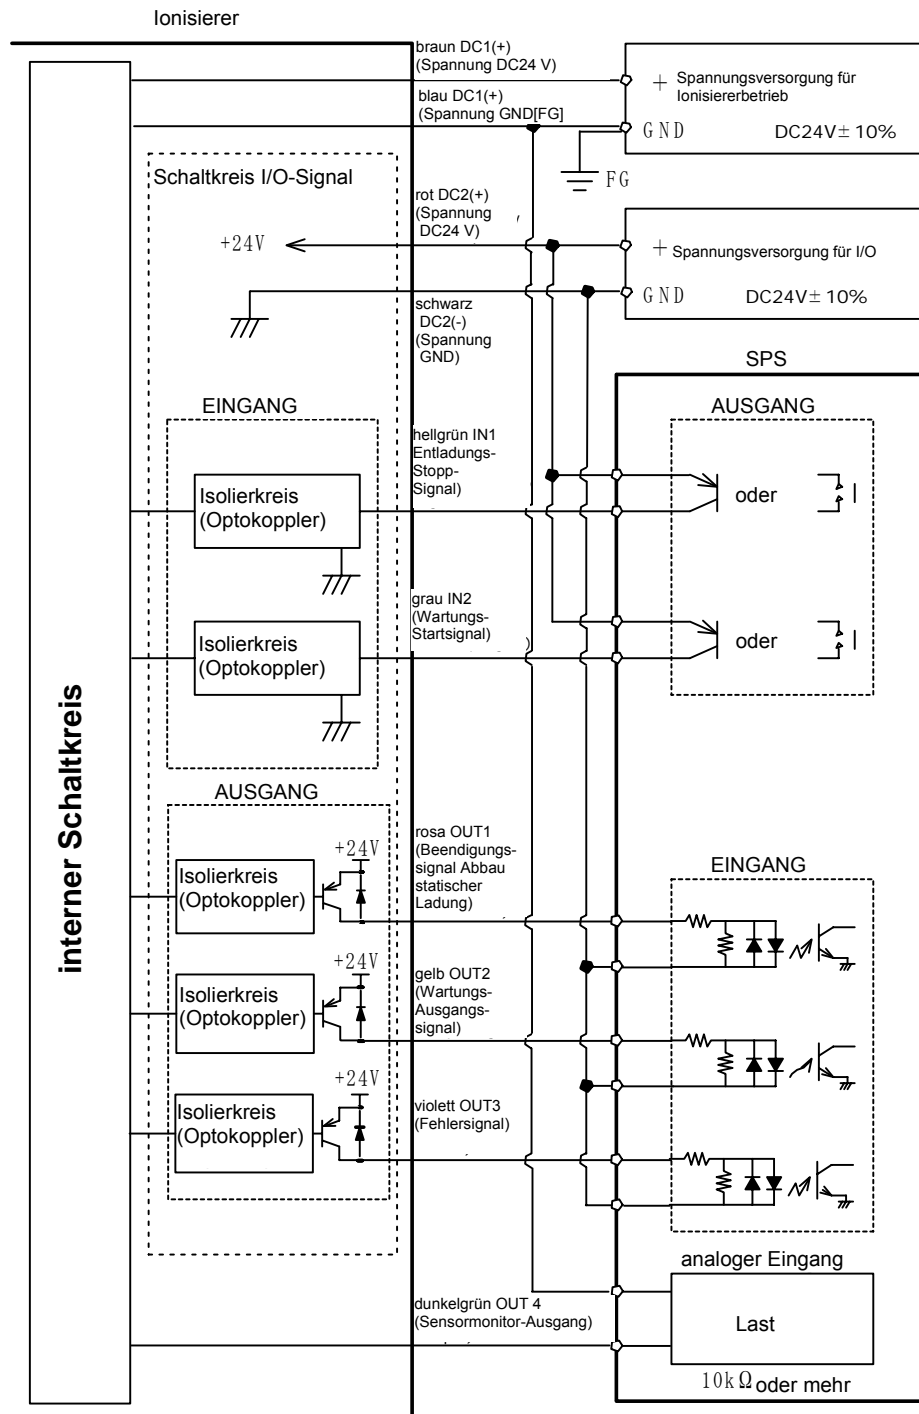 Ionisierer
braun DC1(+)
(Spannung DC24 V)
blau DC1(+)
(Spannung GND[FG]
+ Spannungsversorgung für
Ionisiererbetrieb
GND DC24V± 10%
FG
Schaltkreis I/O-Signal
rot DC2(+)
(Spannung
DC24 V)
+24V
+ Spannungsversorgung für I/O
GND DC24V± 10%
schwarz
DC2(-)
(Spannung
GND)
SPS
EINGANG
AUSGANG
hellgrün IN1
Entladungs-
Stopp-
Signal)
Isolierkreis
(Optokoppler)
oder
grau IN2
(Wartungs-
Startsignal)
Isolierkreis
(Optokoppler)
oder
interner Schaltkreis
AUSGANG
rosa OUT1
(Beendigungs-
signal Abbau
statischer
Ladung)
+24V
Isolierkreis
(Optokoppler)
EINGANG
+24V
gelb OUT2
(Wartungs-
Ausgangs-
signal)
Isolierkreis
(Optokoppler)
+24V
violett OUT3
(Fehlersignal)
Isolierkreis
(Optokoppler)
analoger Eingang
dunkelgrün OUT 4
(Sensormonitor-Ausgang)
Last
10kΩ oder mehr